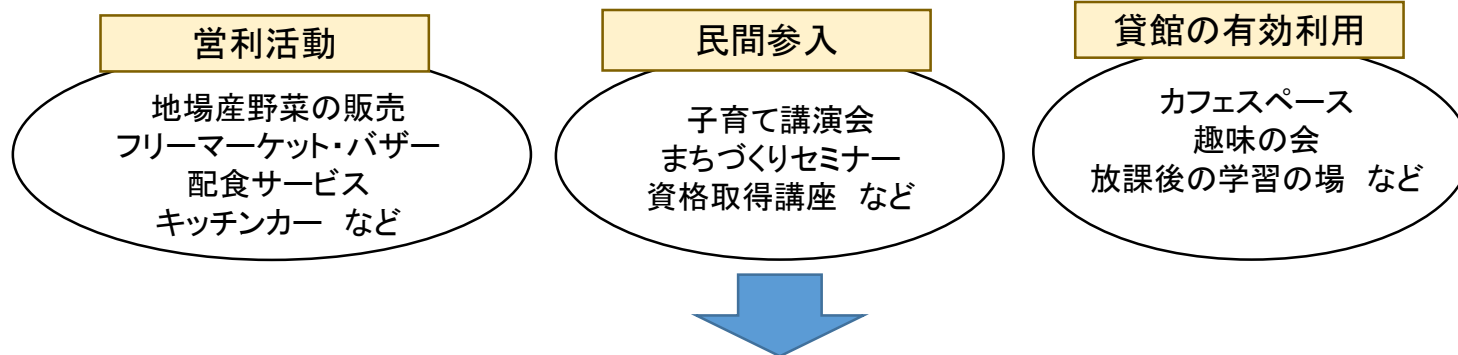 営利活動
地場産野菜の販売
フリーマーケット・バザー
配食サービス
キッチンカー　など
民間参入
子育て講演会
まちづくりセミナー
資格取得講座　など
貸館の有効利用
カフェスペース
趣味の会
放課後の学習の場　など